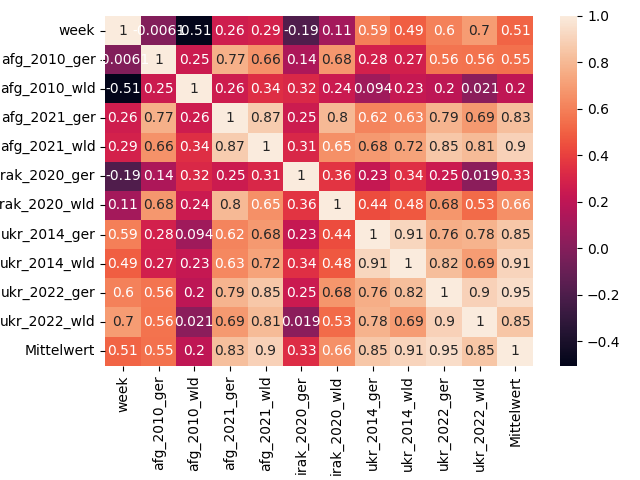 week 1 -0.0061 -0.51 0.26 0.29 -0.19 0.11 0.59 0.49 0.6 0.7 0.51
afg_2010_ger -0.0061 1 0.25 0.77 0.66 0.14 0.68 0.28 0.27 0.56 0.56 0.55
afg_2010_wld -0.51 0.25 1 0.26 0.34 0.32 0.24 0.094 0.23 0.2 0.021 0.2
afg_2021_ger 0.26 0.77 0.26 1 0.87 0.25 0.8 0.62 0.63 0.79 0.69 0.83
afg_2021_wld 0.29 0.66 0.34 0.87 1 0.31 0.65 0.68 0.72 0.85 0.81 0.9
rak_2020_ger -0.19 0.14 0.32 0.25 0.31 1 0.36 0.23 0.34 0.25 0.019 0.33
rak_2020_wld 0.11 0.68 0.24 0.8 0.65 0.36 1 0.44 0.48 0.68 0.53 0.66
ukr_2014_ger 0.59 0.28 0.094 0.62 0.68 0.23 0.44 1 0.91 0.76 0.78 0.85
ukr_2014_wld 0.49 0.27 0.23 0.63 0.72 0.34 0.48 0.91 1 0.82 0.69 0.91
ukr_2022_ger 0.6 0.56 0.2 0.79 0.85 0.25 0.68 0.76 0.82 1 0.9 0.95
ukr_2022_wld 0.7 0.56 0.021 0.69 0.81 0.019 0.53 0.78 0.69 0.9 1 0.85
Mittelwert 0.51 0.55 0.2 0.83 0.9 0.33 0.66 0.85 0.91 0.95 0.85 1
week
afg_2010_ger
afg_2010_wld
afg_2021_ger
afg_2021_wld
irak_2020_ger
irak_2020_wld
ukr_2014_ger
ukr_2014_wld
ukr_2022_ger
ukr_2022_wld
Mittelwert
1.0
0.8
0.6
0.4
0.2
0.0
−0.2
−0.4